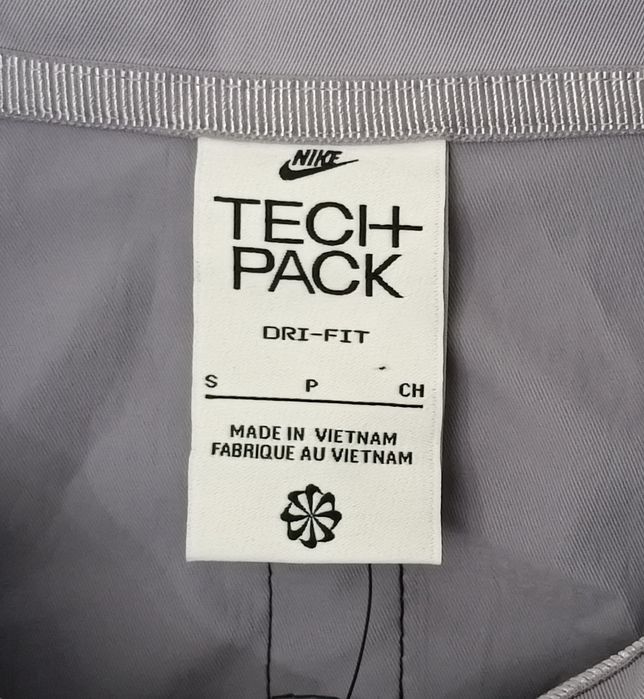 NIKE
TECH
PACK
DRI-FIT
S P CH
MADE IN VIETNAM
FABRIQUE AU VIETNAM